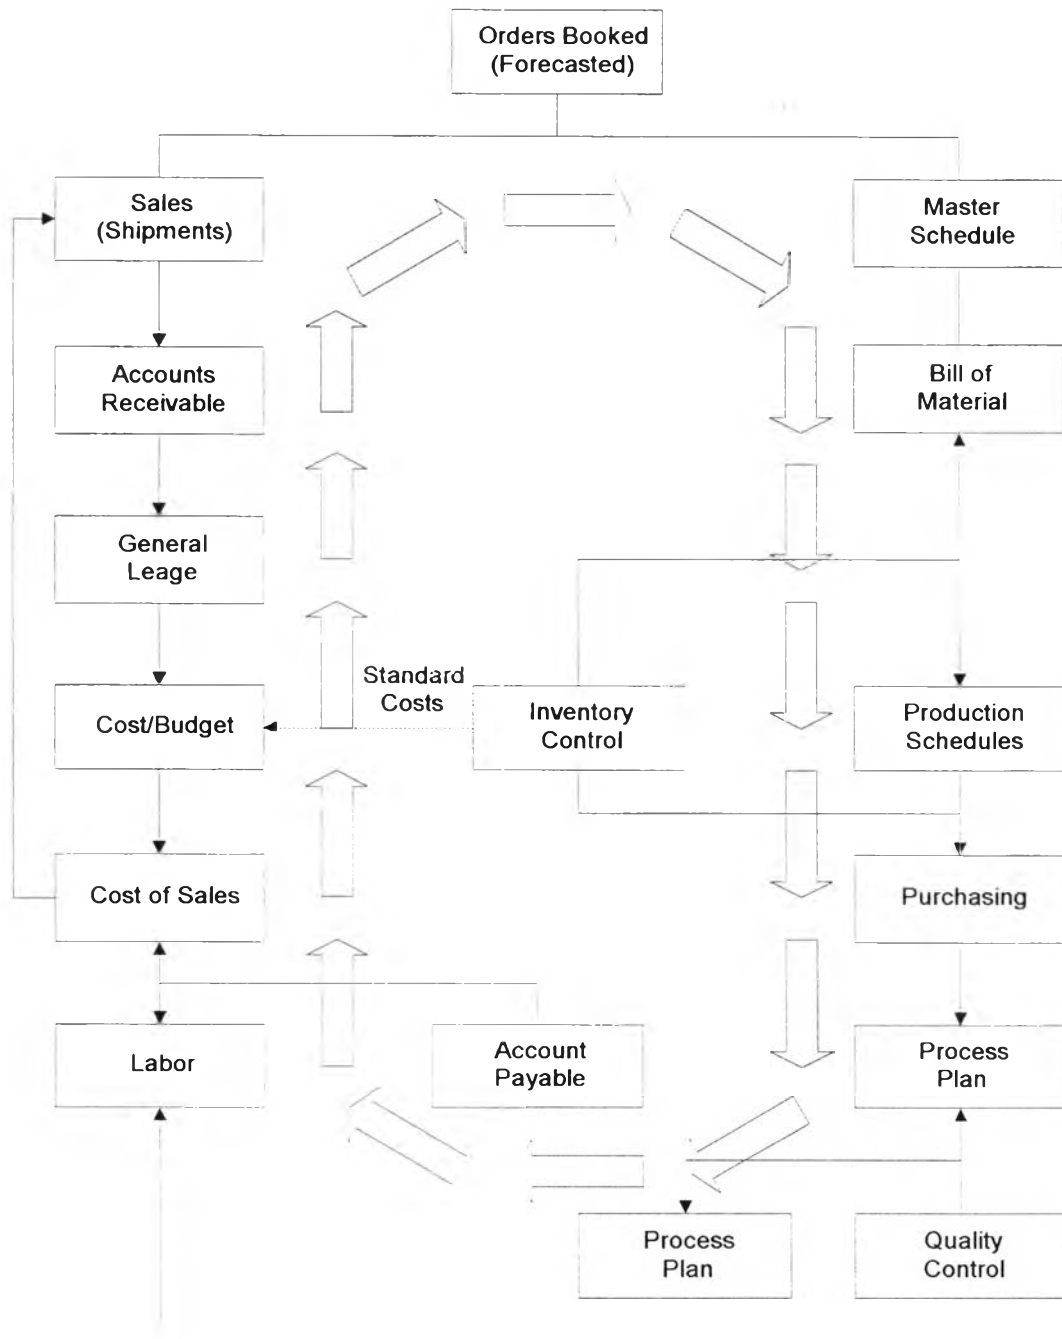 Orders Booked
(Forecasted)
Sales
(Shipments)
Master
Schedule
Accounts
Receivable
Bill of
Material
General
Leage
Standard
Costs
Cost/Budget
Inventory
Control
Production
Schedules
Cost of Sales
Purchasing
Labor
Account
Payable
Process
Plan
Process
Plan
Quality
Control